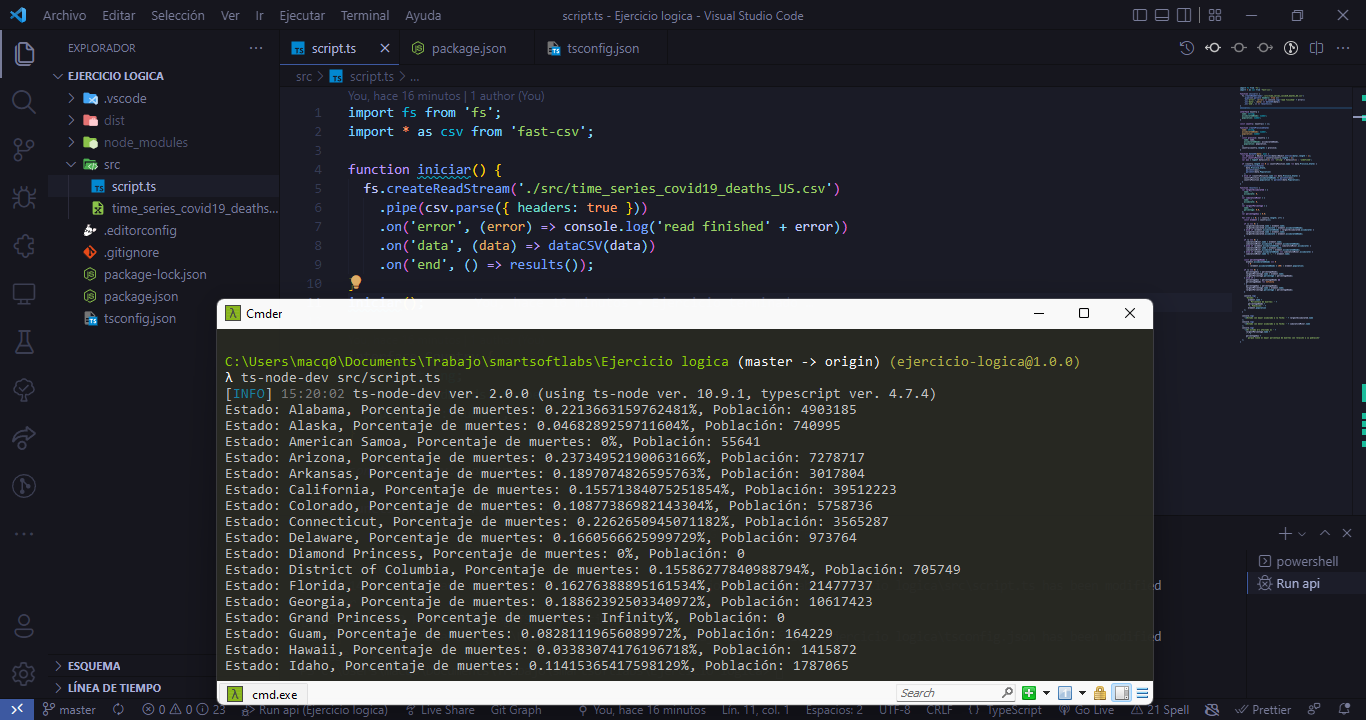 Archivo Editar Selección Ver Ir Ejecutar Terminal Ayuda
script.ts - Ejercicio logica - Visual Studio Code
EXPLORADOR
script.ts
package.json
tsconfig.json
EJERCICIO LOGICA
.vscode
dist
node_modules
src
script.ts
time_series_covid19_deaths...
.editorconfig
.gitignore
package-lock.json
package.json
tsconfig.json
ESQUEMA
LÍNEA DE TIEMPO
src > script.ts > ...
You, hace 16 minutos | 1 author (You)
1 import fs from 'fs';
2 import * as csv from 'fast-csv';
3
4 function iniciar() {
5 fs.createReadStream('./src/time_series_covid19_deaths_US.csv')
6 .pipe(csv.parse({ headers: true }))
7 .on('error', (error) => console.log('read finished' + error))
8 .on('data', (data) => dataCSV(data))
9 .on('end', () => results());
10 }
Cmder
C:\Users\macq0\Documents\Trabajo\smartsoftlabs\Ejercicio logica (master -> origin) (ejercicio-logica@1.0.0)
λ ts-node-dev src/script.ts
[INFO] 15:20:02 ts-node-dev ver. 2.0.0 (using ts-node ver. 10.9.1, typescript ver. 4.7.4)
Estado: Alabama, Porcentaje de muertes: 0.2213663159762481%, Población: 4903185
Estado: Alaska, Porcentaje de muertes: 0.0468289259711604%, Población: 740995
Estado: American Samoa, Porcentaje de muertes: 0%, Población: 55641
Estado: Arizona, Porcentaje de muertes: 0.23734952190063166%, Población: 7278717
Estado: Arkansas, Porcentaje de muertes: 0.1897074826595763%, Población: 3017804
Estado: California, Porcentaje de muertes: 0.15571384075251854%, Población: 39512223
Estado: Colorado, Porcentaje de muertes: 0.10877386982143304%, Población: 5758736
Estado: Connecticut, Porcentaje de muertes: 0.2262650945071182%, Población: 3565287
Estado: Delaware, Porcentaje de muertes: 0.1660566625999729%, Población: 973764
Estado: Diamond Princess, Porcentaje de muertes: 0%, Población: 0
Estado: District of Columbia, Porcentaje de muertes: 0.15586277840988794%, Población: 705749
Estado: Florida, Porcentaje de muertes: 0.16276388895161534%, Población: 21477737
Estado: Georgia, Porcentaje de muertes: 0.18862392503340972%, Población: 10617423
Estado: Grand Princess, Porcentaje de muertes: Infinity%, Población: 0
Estado: Guam, Porcentaje de muertes: 0.08281119656089972%, Población: 164229
Estado: Hawaii, Porcentaje de muertes: 0.03383074176196718%, Población: 1415872
Estado: Idaho, Porcentaje de muertes: 0.11415365417598129%, Población: 1787065
cmd.exe
Search
powershell
Run api
master 0 0 23 Run api (Ejercicio logica) Live Share Git Graph You, hace 16 minutos Lín. 11, col. 1 Espacios: 2 UTF-8 CRLF {} TypeScript Go Live 21 Spell Prettier